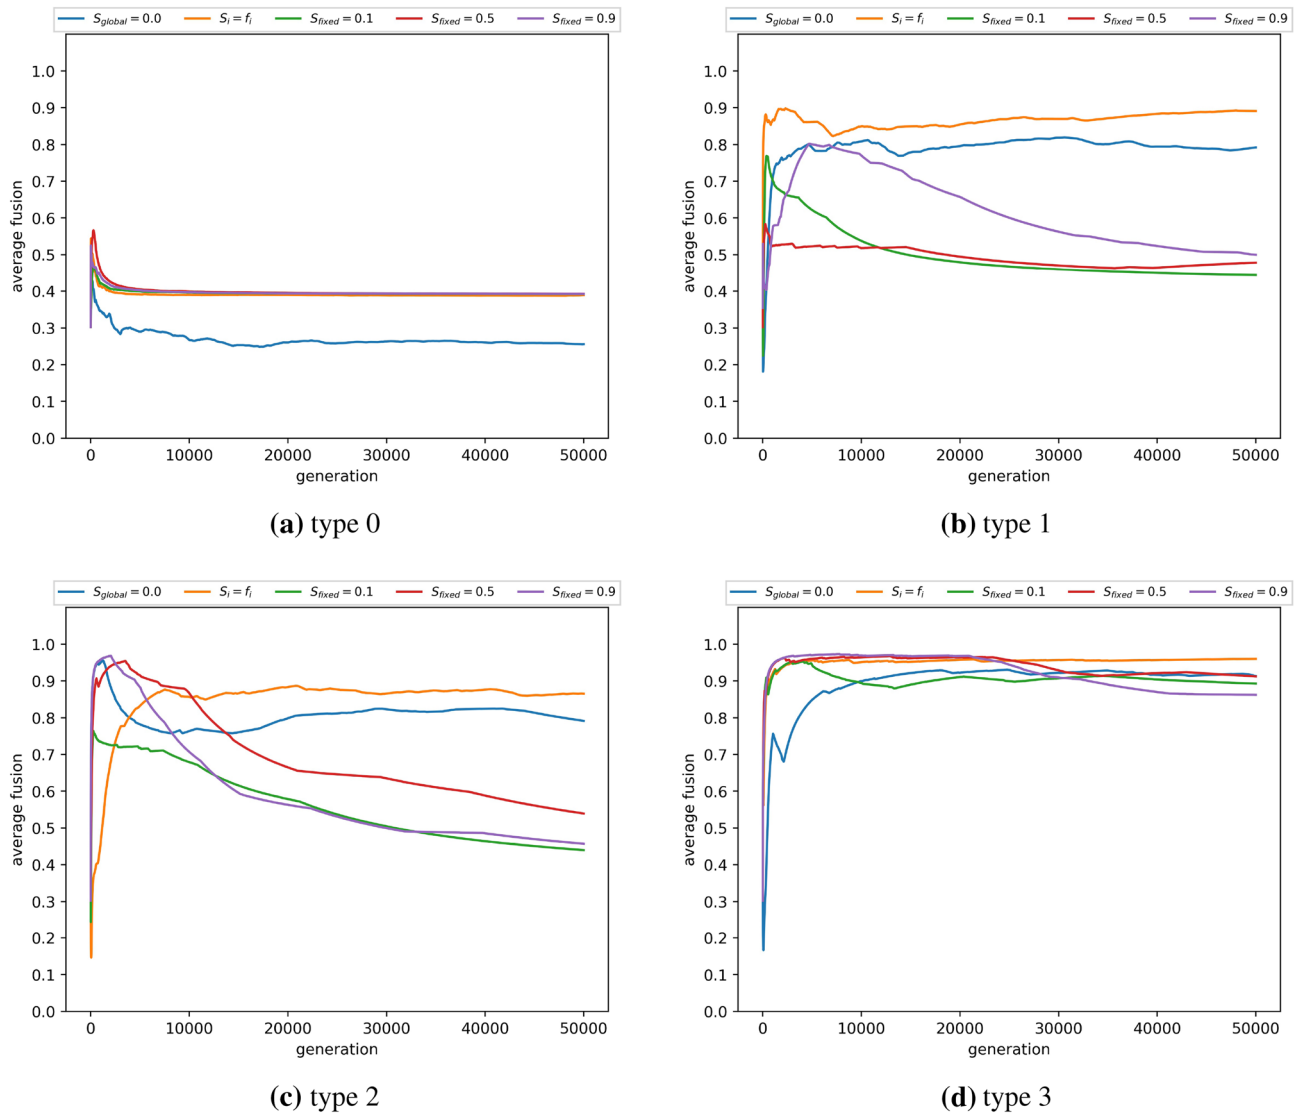 S_global = 0.0 S_i = f_i S_fixed = 0.1 S_fixed = 0.5 S_fixed = 0.9
1.0
0.9
0.8
0.7
0.6
0.5
0.4
0.3
0.2
0.1
0.0
average fusion
0 10000 20000 30000 40000 50000
generation
(a) type 0
S_global = 0.0 S_i = f_i S_fixed = 0.1 S_fixed = 0.5 S_fixed = 0.9
1.0
0.9
0.8
0.7
0.6
0.5
0.4
0.3
0.2
0.1
0.0
average fusion
0 10000 20000 30000 40000 50000
generation
(b) type 1
S_global = 0.0 S_i = f_i S_fixed = 0.1 S_fixed = 0.5 S_fixed = 0.9
1.0
0.9
0.8
0.7
0.6
0.5
0.4
0.3
0.2
0.1
0.0
average fusion
0 10000 20000 30000 40000 50000
generation
(c) type 2
S_global = 0.0 S_i = f_i S_fixed = 0.1 S_fixed = 0.5 S_fixed = 0.9
1.0
0.9
0.8
0.7
0.6
0.5
0.4
0.3
0.2
0.1
0.0
average fusion
0 10000 20000 30000 40000 50000
generation
(d) type 3